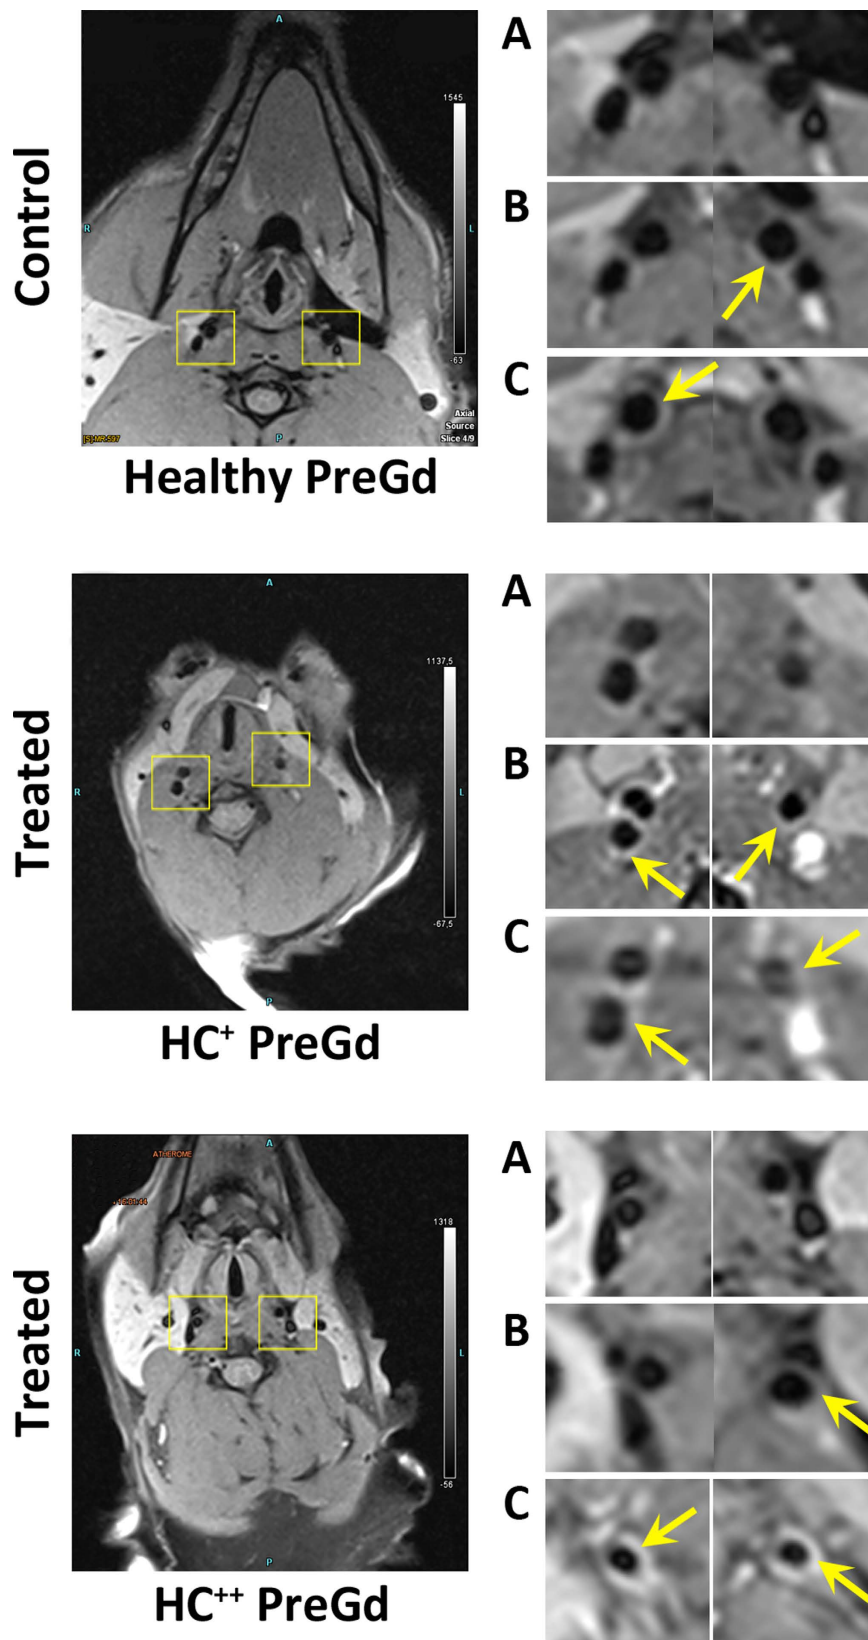 Control
A
1545
R
L
-63
Axial
Source
Slice 4/9
P
Healthy PreGd
A
B
C
Treated
A
1137,5
R
L
-67,5
P
HC+ PreGd
A
B
C
Treated
ATHEROME
A
1318
R
L
-56
P
HC++ PreGd
A
B
C